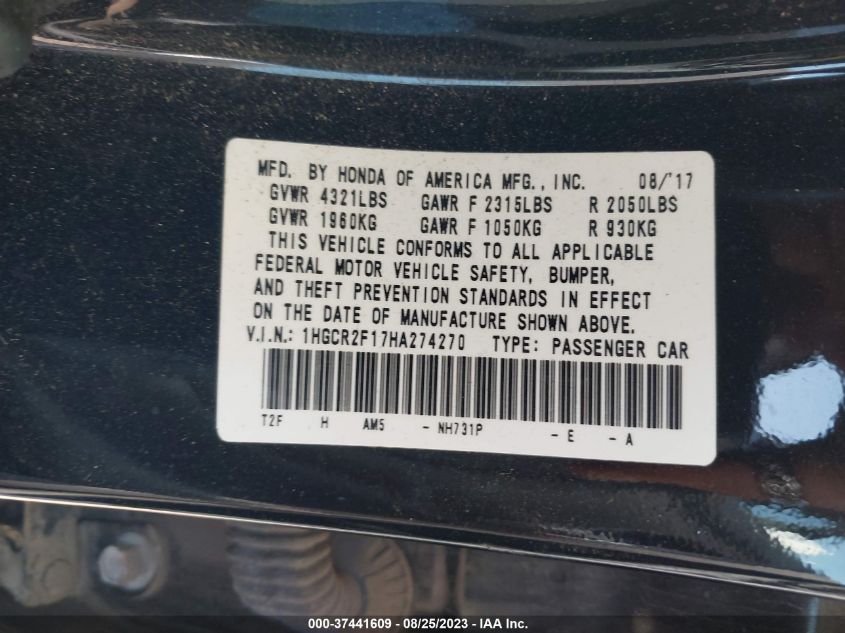 MFD. BY HONDA OF AMERICA MFG., INC. 08/'17
GVWR 4321LBS GAWR F 2315LBS R 2050LBS
GVWR 1960KG GAWR F 1050KG R 930KG
THIS VEHICLE CONFORMS TO ALL APPLICABLE
FEDERAL MOTOR VEHICLE SAFETY, BUMPER,
AND THEFT PREVENTION STANDARDS IN EFFECT
ON THE DATE OF MANUFACTURE SHOWN ABOVE.
V.I.N.: 1HGCR2F17HA274270 TYPE: PASSENGER CAR
T2F H AM5 - NH731P - E - A
000-37441609 - 08/25/2023 - IAA Inc.